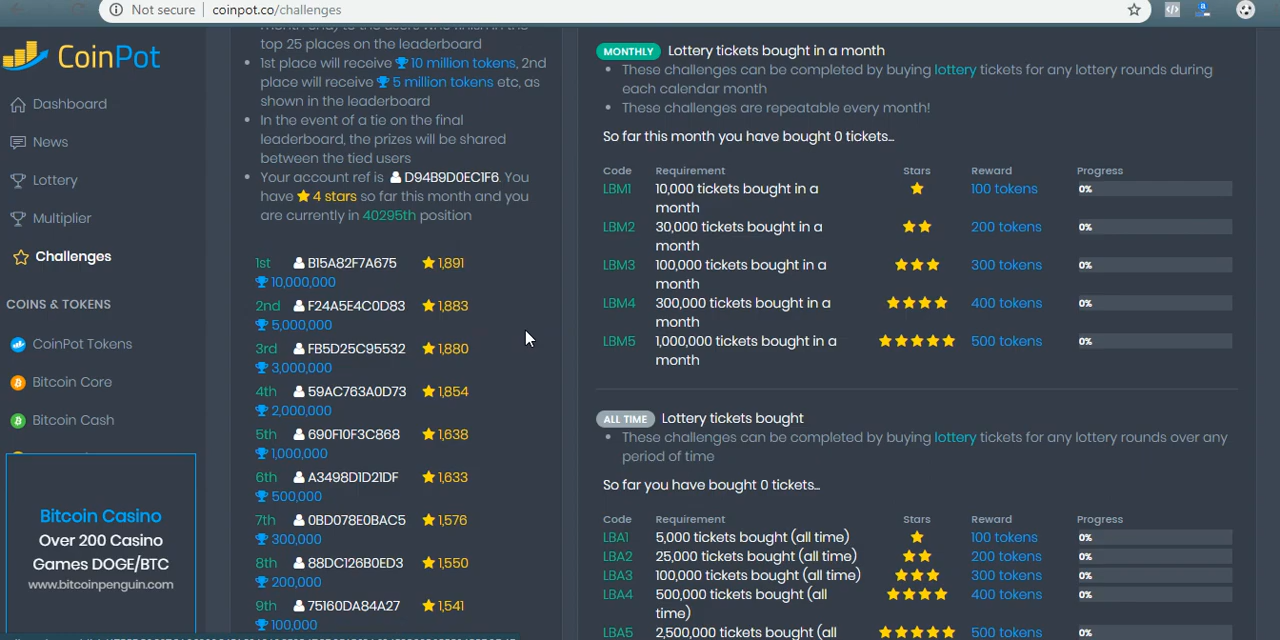 Not secure coinpot.co/challenges
CoinPot
Dashboard
News
Lottery
Multiplier
Challenges
COINS & TOKENS
CoinPot Tokens
Bitcoin Core
Bitcoin Cash
Bitcoin Casino
Over 200 Casino
Games DOGE/BTC
www.bitcoinpenguin.com
top 25 places on the leaderboard
1st place will receive 10 million tokens, 2nd
place will receive 5 million tokens etc, as
shown in the leaderboard
In the event of a tie on the final
leaderboard, the prizes will be shared
between the tied users
Your account ref is D94B9D0EC1F6. You
have 4 stars so far this month and you
are currently in 40295th position
1st B15A82F7A675 1,891
10,000,000
2nd F24A5E4C0D83 1,883
5,000,000
3rd FB5D25C95532 1,880
3,000,000
4th 59AC763A0D73 1,854
2,000,000
5th 690F10F3C868 1,638
1,000,000
6th A3498D1D21DF 1,633
500,000
7th 0BD078E0BAC5 1,576
300,000
8th 88DC126B0ED3 1,550
200,000
9th 75160DA84A27 1,541
100,000
MONTHLY Lottery tickets bought in a month
These challenges can be completed by buying lottery tickets for any lottery rounds during
each calendar month
These challenges are repeatable every month!
So far this month you have bought 0 tickets...
Code Requirement Stars Reward Progress
LBM1 10,000 tickets bought in a 100 tokens 0%
month
LBM2 30,000 tickets bought in a 200 tokens 0%
month
LBM3 100,000 tickets bought in a 300 tokens 0%
month
LBM4 300,000 tickets bought in a 400 tokens 0%
month
LBM5 1,000,000 tickets bought in a 500 tokens 0%
month
ALL TIME Lottery tickets bought
These challenges can be completed by buying lottery tickets for any lottery rounds over any
period of time
So far you have bought 0 tickets...
Code Requirement Stars Reward Progress
LBA1 5,000 tickets bought (all time) 100 tokens 0%
LBA2 25,000 tickets bought (all time) 200 tokens 0%
LBA3 100,000 tickets bought (all time) 300 tokens 0%
LBA4 500,000 tickets bought (all 400 tokens 0%
time)
LBA5 2,500,000 tickets bought (all 500 tokens 0%